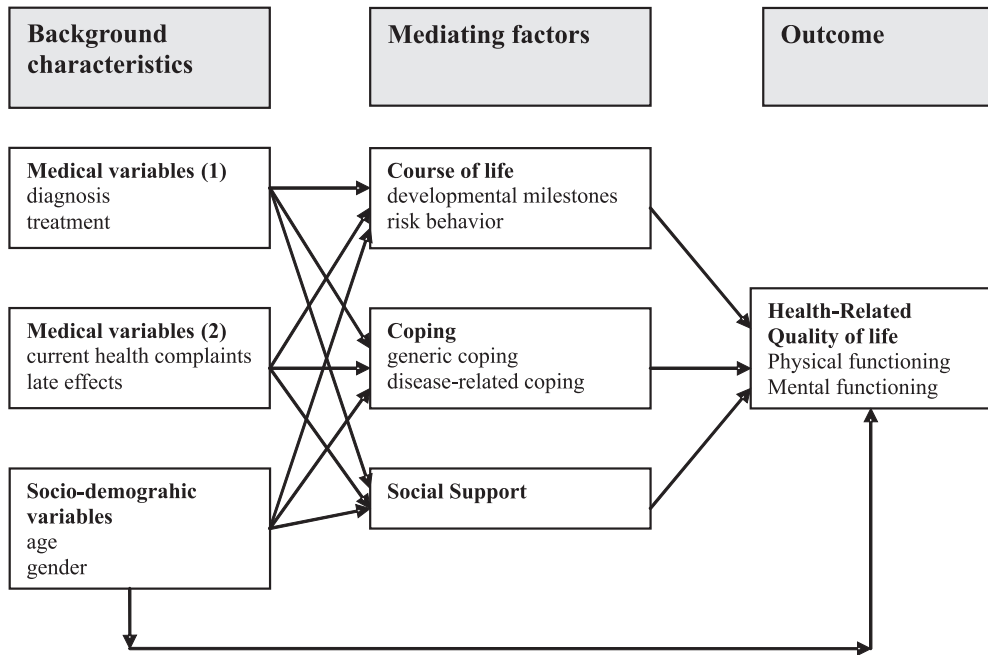 Background
characteristics
Mediating factors
Outcome
Medical variables (1)
diagnosis
treatment
Course of life
developmental milestones
risk behavior
Medical variables (2)
current health complaints
late effects
Coping
generic coping
disease-related coping
Health-Related
Quality of life
Physical functioning
Mental functioning
Socio-demograhic
variables
age
gender
Social Support